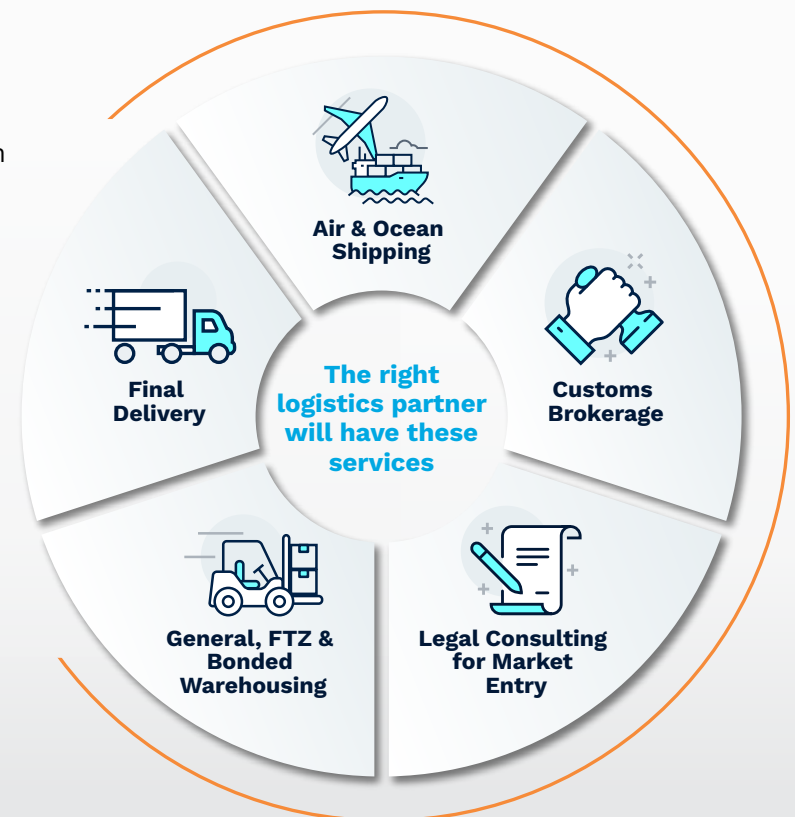 n
Air & Ocean
Shipping
Final
Delivery
The right
logistics partner
will have these
services
Customs
Brokerage
General, FTZ &
Bonded
Warehousing
Legal Consulting
for Market
Entry